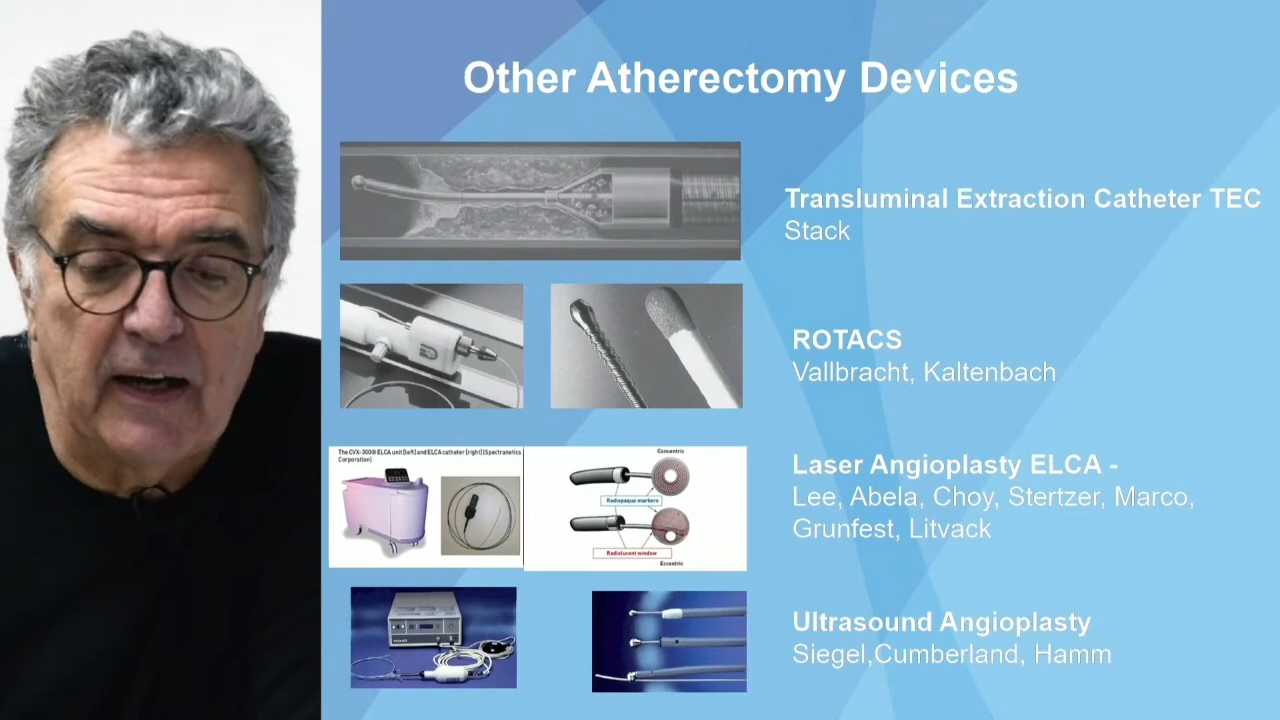 Other Atherectomy Devices
Transluminal Extraction Catheter TEC
Stack
ROTACS
Vallbracht, Kaltenbach
The CVX-300® ELCA unit [left] and ELCA catheter [right] (Spectranetics
Corporation)
Concentric
Radiopaque markers
Radiolucent window
Eccentric
Laser Angioplasty ELCA -
Lee, Abela, Choy, Stertzer, Marco,
Grunfest, Litvack
Ultrasound Angioplasty
Siegel,Cumberland, Hamm